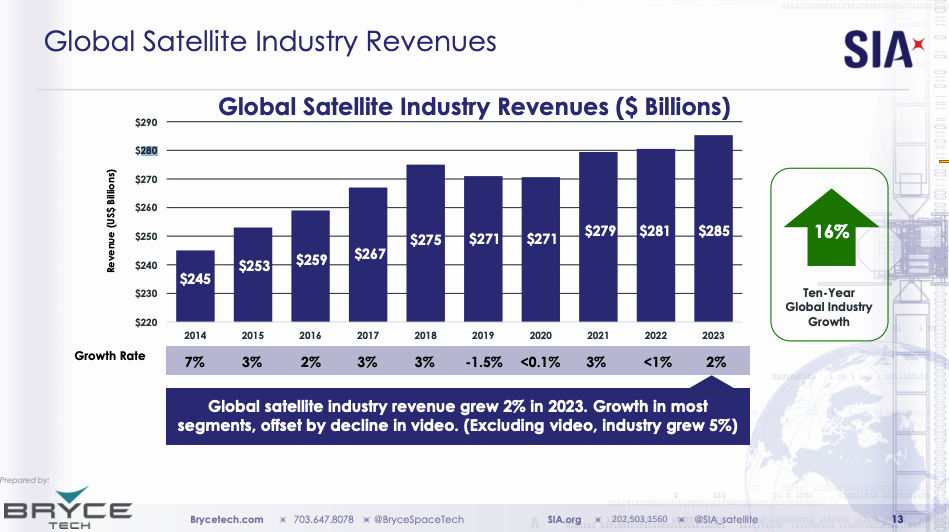 Global Satellite Industry Revenues
SIA
Global Satellite Industry Revenues ($ Billions)
Revenue (US$ Billions)
$290
$280
$270
$260
$250
$240
$230
$220
$245
$253
$259
$267
$275
$271
$271
$279
$281
$285
2014 2015 2016 2017 2018 2019 2020 2021 2022 2023
Growth Rate 7% 3% 2% 3% 3% -1.5% <0.1% 3% <1% 2%
16%
Ten-Year
Global Industry
Growth
Global satellite industry revenue grew 2% in 2023. Growth in most
segments, offset by decline in video. (Excluding video, industry grew 5%)
Prepared by:
BRYCE
TECH
Brycetech.com 703.647.8078 @BryceSpaceTech SIA.org 202,503,1560 @SIA_satellite 13